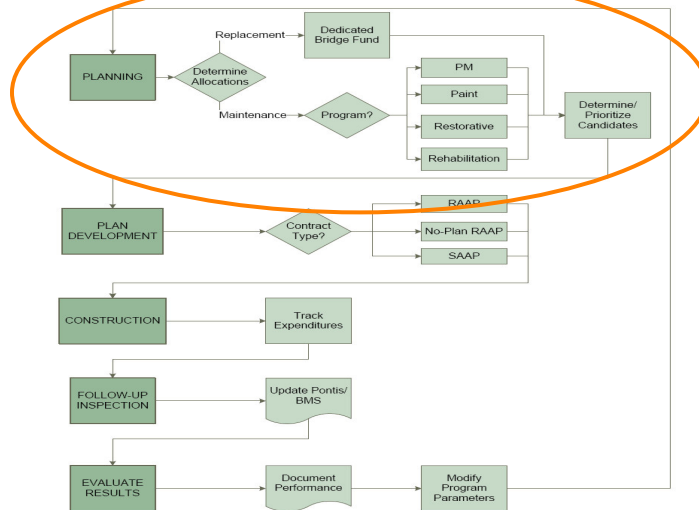 Replacement
Dedicated
Bridge Fund
PLANNING
Determine
Allocations
Maintenance
Program?
PM
Paint
Restorative
Rehabilitation
Determine/
Prioritize
Candidates
PLAN
DEVELOPMENT
Contract
Type?
RAAP
No-Plan RAAP
SAAP
CONSTRUCTION
Track
Expenditures
FOLLOW-UP
INSPECTION
Update Pontis/
BMS
EVALUATE
RESULTS
Document
Performance
Modify
Program
Parameters